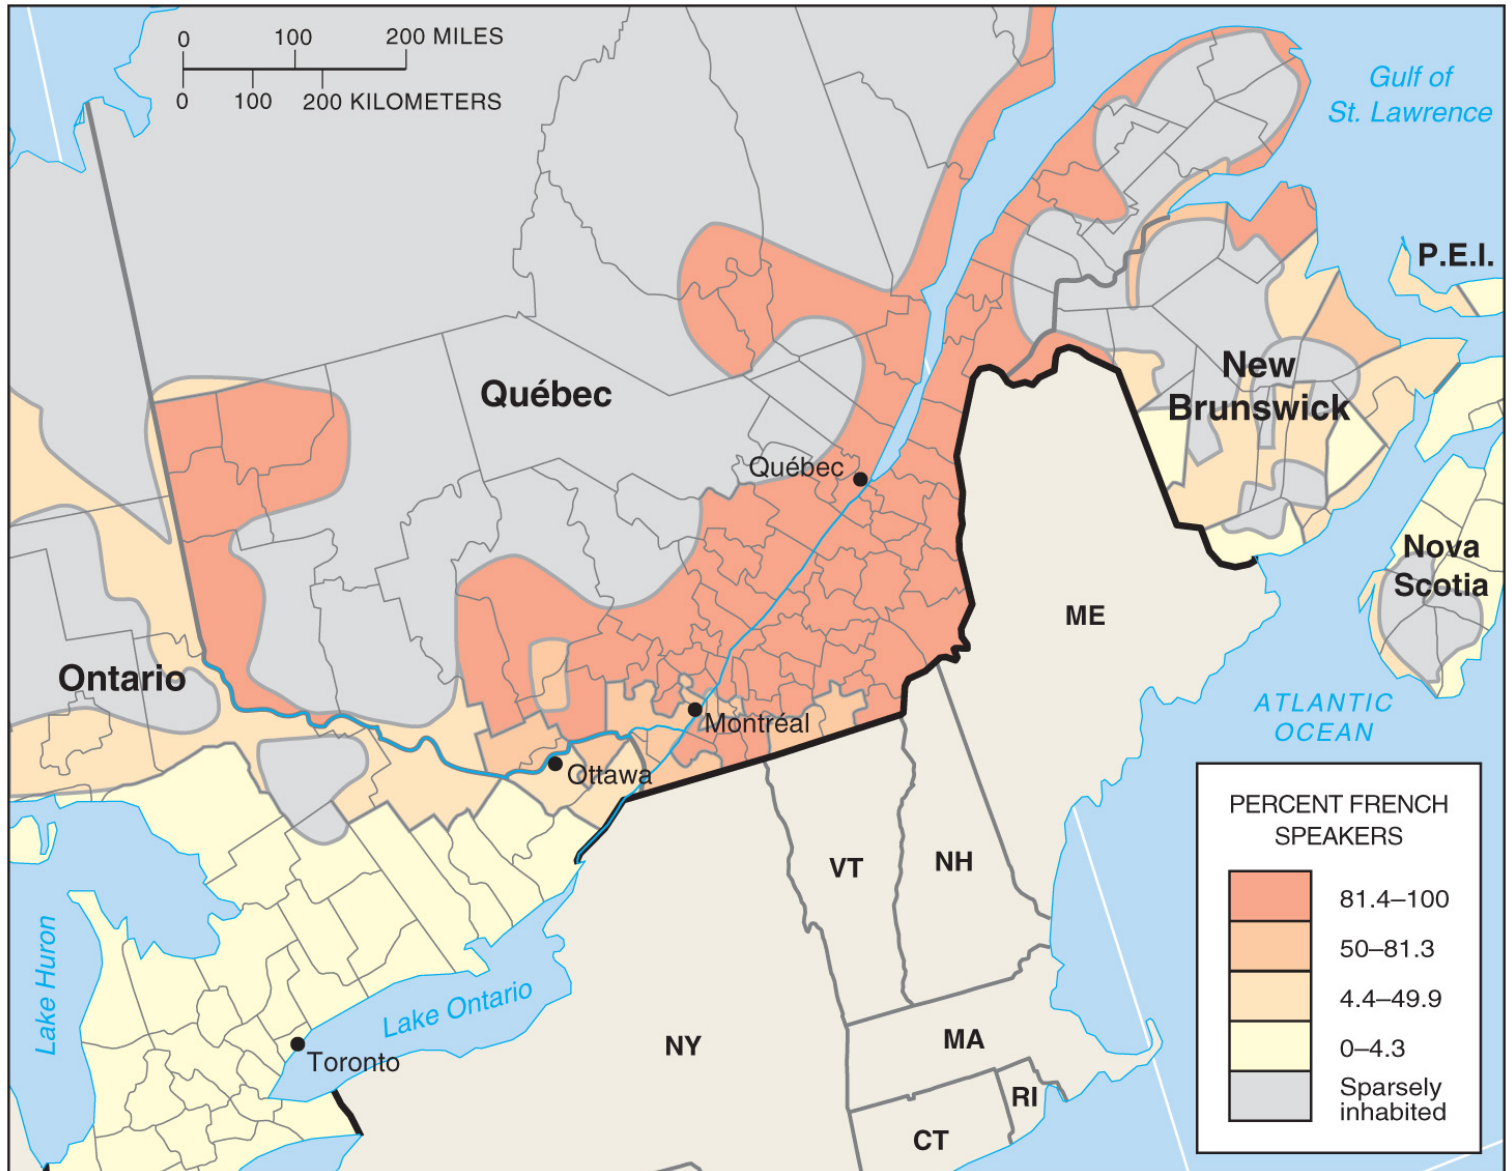 0 100 200 MILES
0 100 200 KILOMETERS
Gulf of
St. Lawrence
P.E.I.
Québec
New
Brunswick
Québec
Nova
Scotia
ME
Ontario
Montréal
ATLANTIC
OCEAN
Ottawa
VT
NH
Lake Huron
Lake Ontario
Toronto
NY
MA
RI
CT
PERCENT FRENCH
SPEAKERS
81.4–100
50–81.3
4.4–49.9
0–4.3
Sparsely
inhabited